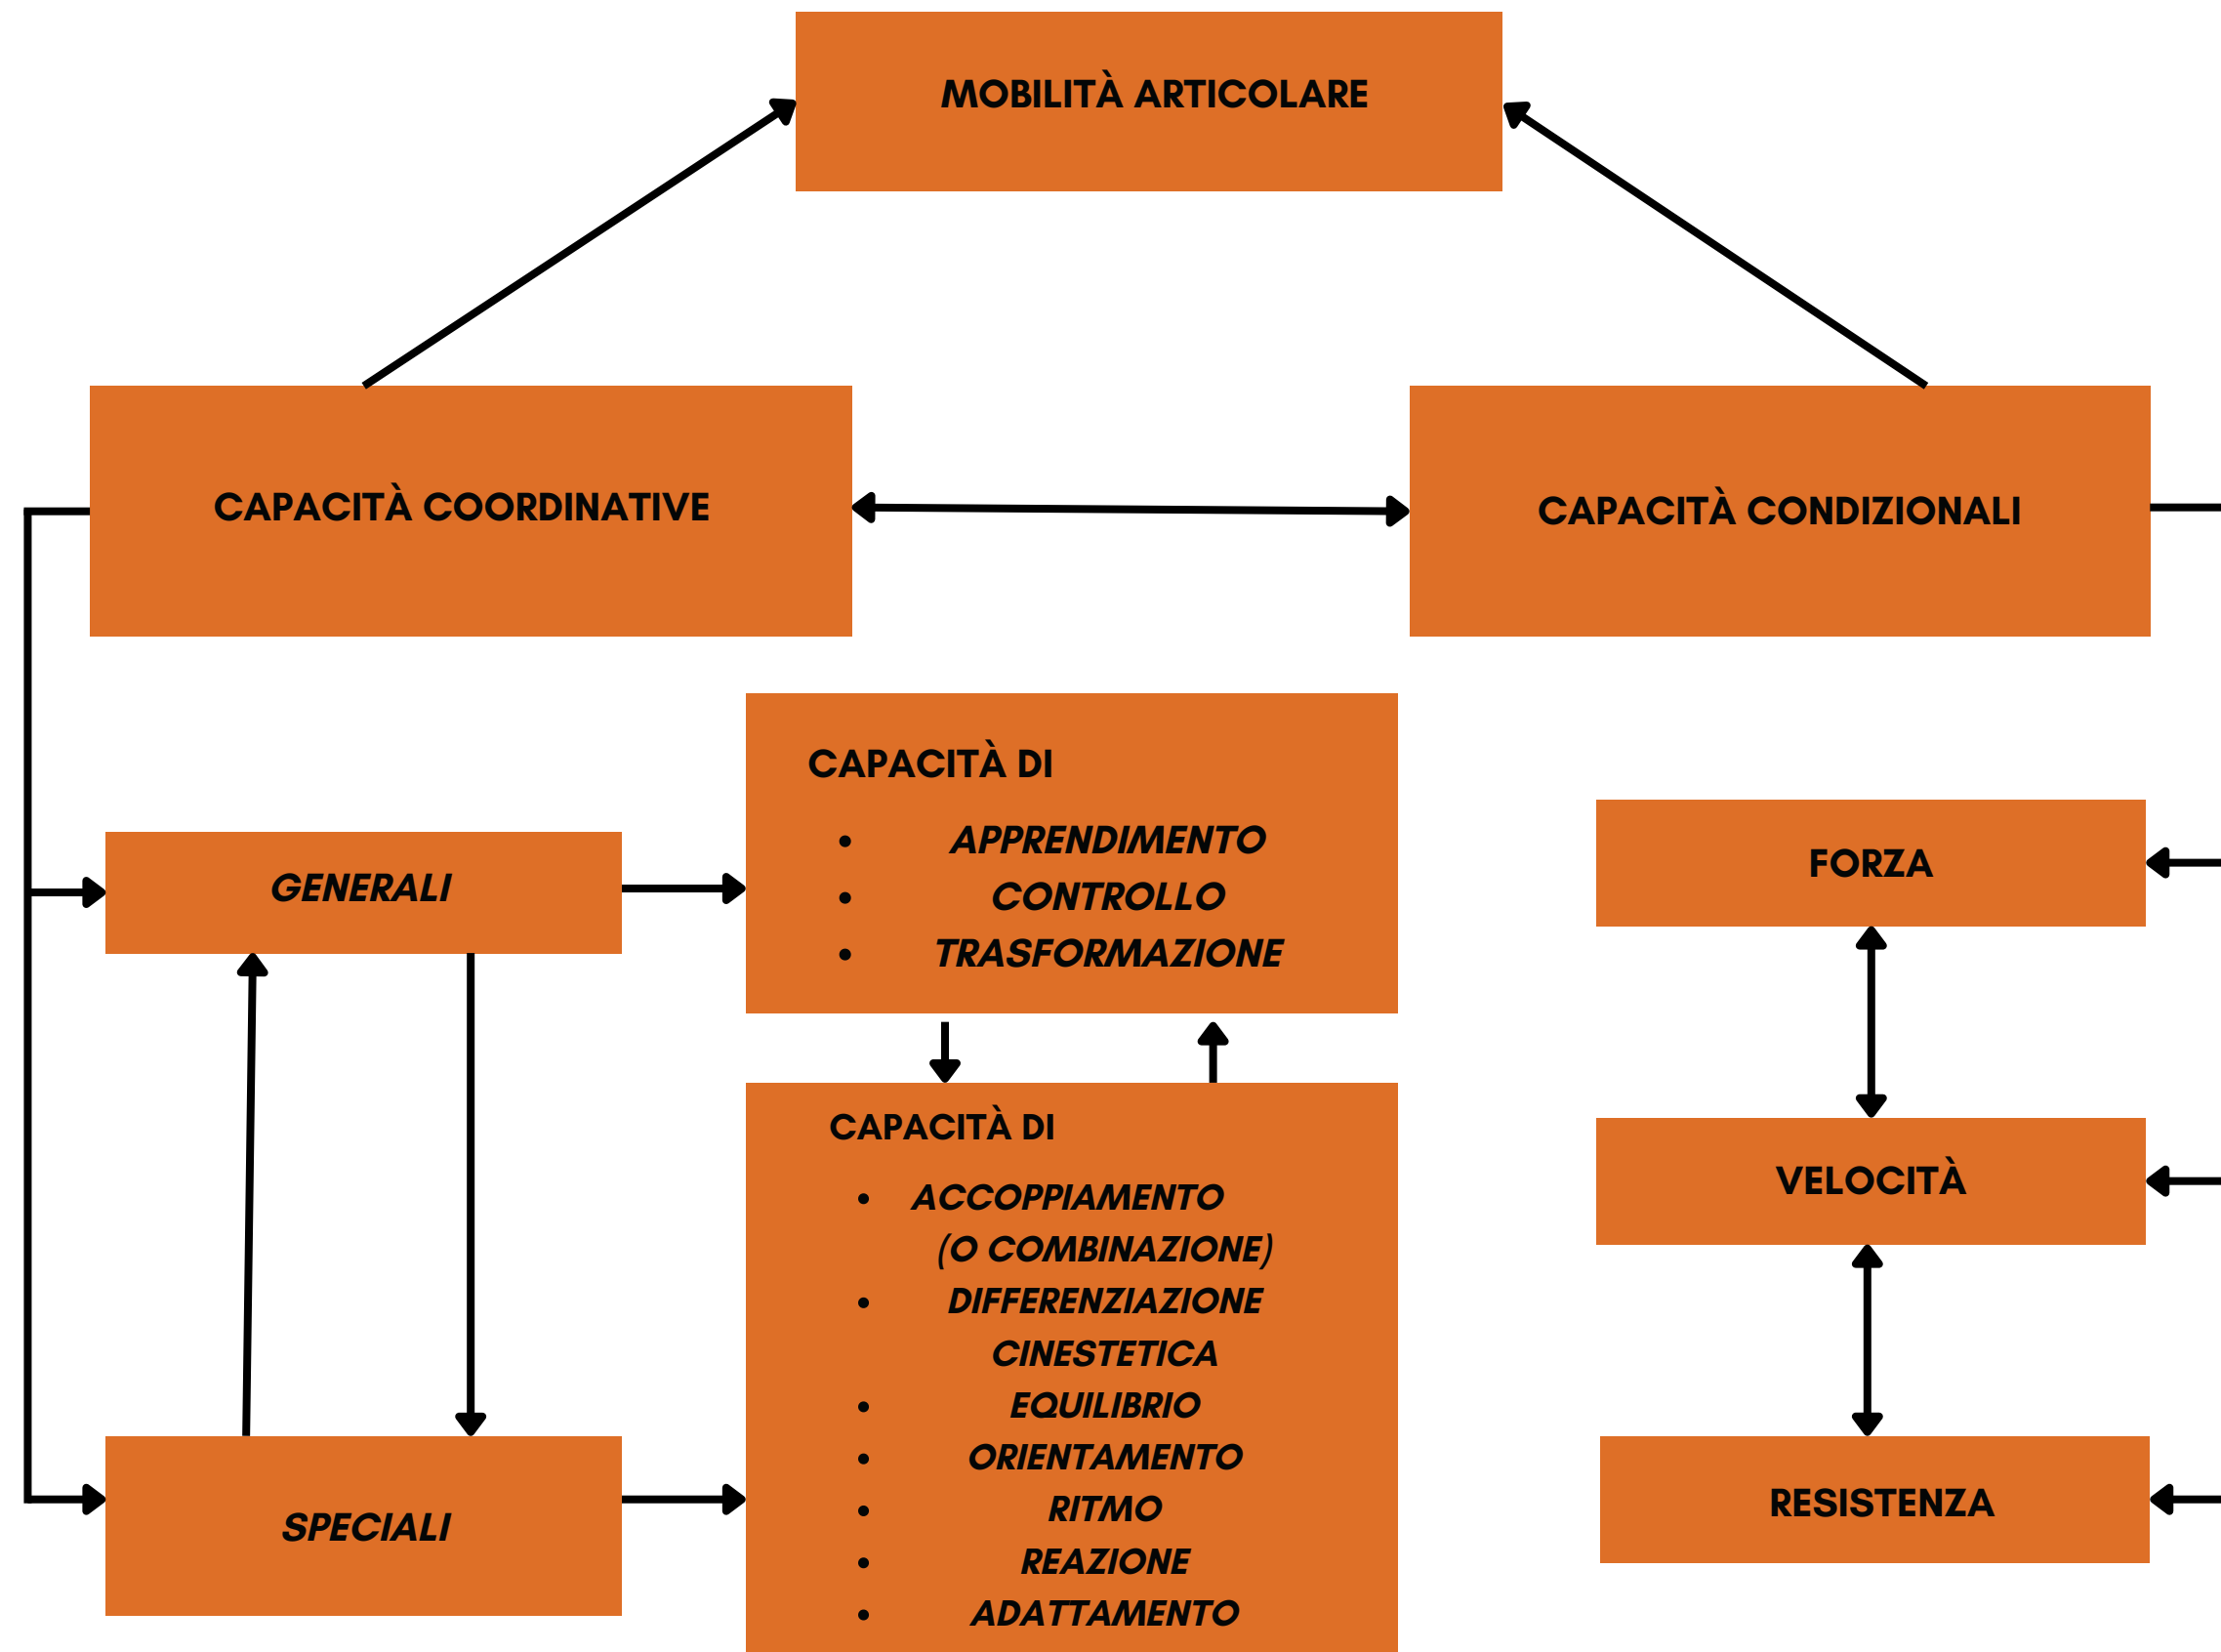 MOBILITÀ ARTICOLARE
CAPACITÀ COORDINATIVE
CAPACITÀ CONDIZIONALI
GENERALI
SPECIALI
CAPACITÀ DI
• APPRENDIMENTO
• CONTROLLO
• TRASFORMAZIONE
CAPACITÀ DI
• ACCOPPIAMENTO
(O COMBINAZIONE)
• DIFFERENZIAZIONE
CINESTETICA
• EQUILIBRIO
• ORIENTAMENTO
• RITMO
• REAZIONE
• ADATTAMENTO
FORZA
VELOCITÀ
RESISTENZA